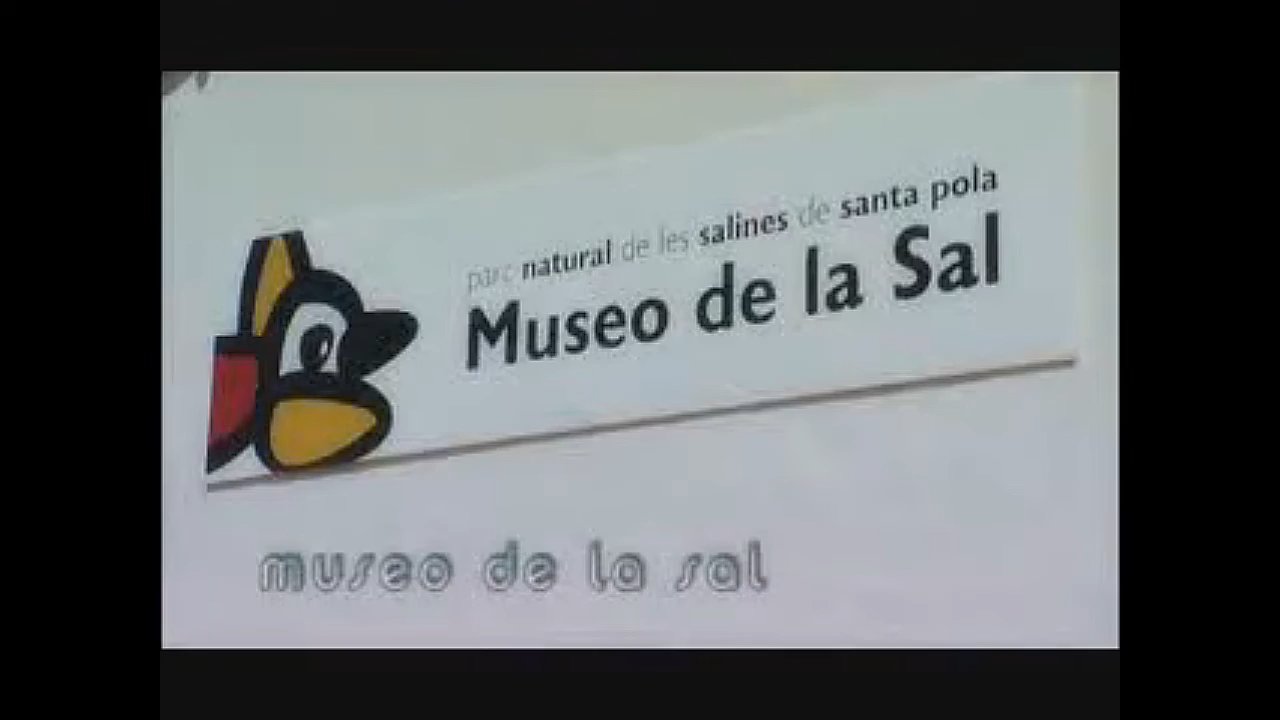 parc natural de les salines de santa pola
Museo de la Sal
museo de la sal